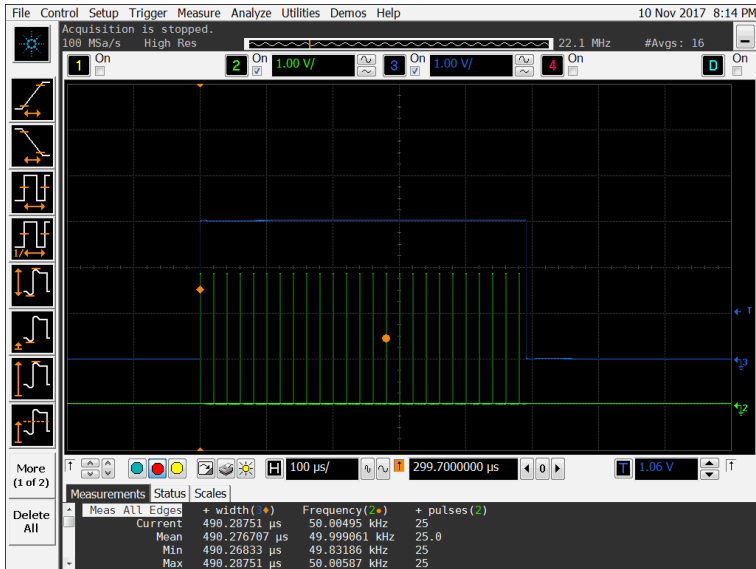 File Control Setup Trigger Measure Analyze Utilities Demos Help 10 Nov 2017 8:14 PM
Acquisition is stopped.
100 MSa/s High Res 22.1 MHz #Avgs: 16
1 On 2 On 1.00 V/ 3 On 1.00 V/ 4 On D On
1/
T
3
2
More
(1 of 2)
Delete
All
H 100 µs/ 299.7000000 µs 0 T 1.06 V
Measurements Status Scales
Meas All Edges + width(3) Frequency(2) + pulses(2)
Current 490.28751 µs 50.00495 kHz 25
Mean 490.276707 µs 49.999061 kHz 25.0
Min 490.26833 µs 49.83186 kHz 25
Max 490.28751 µs 50.00587 kHz 25